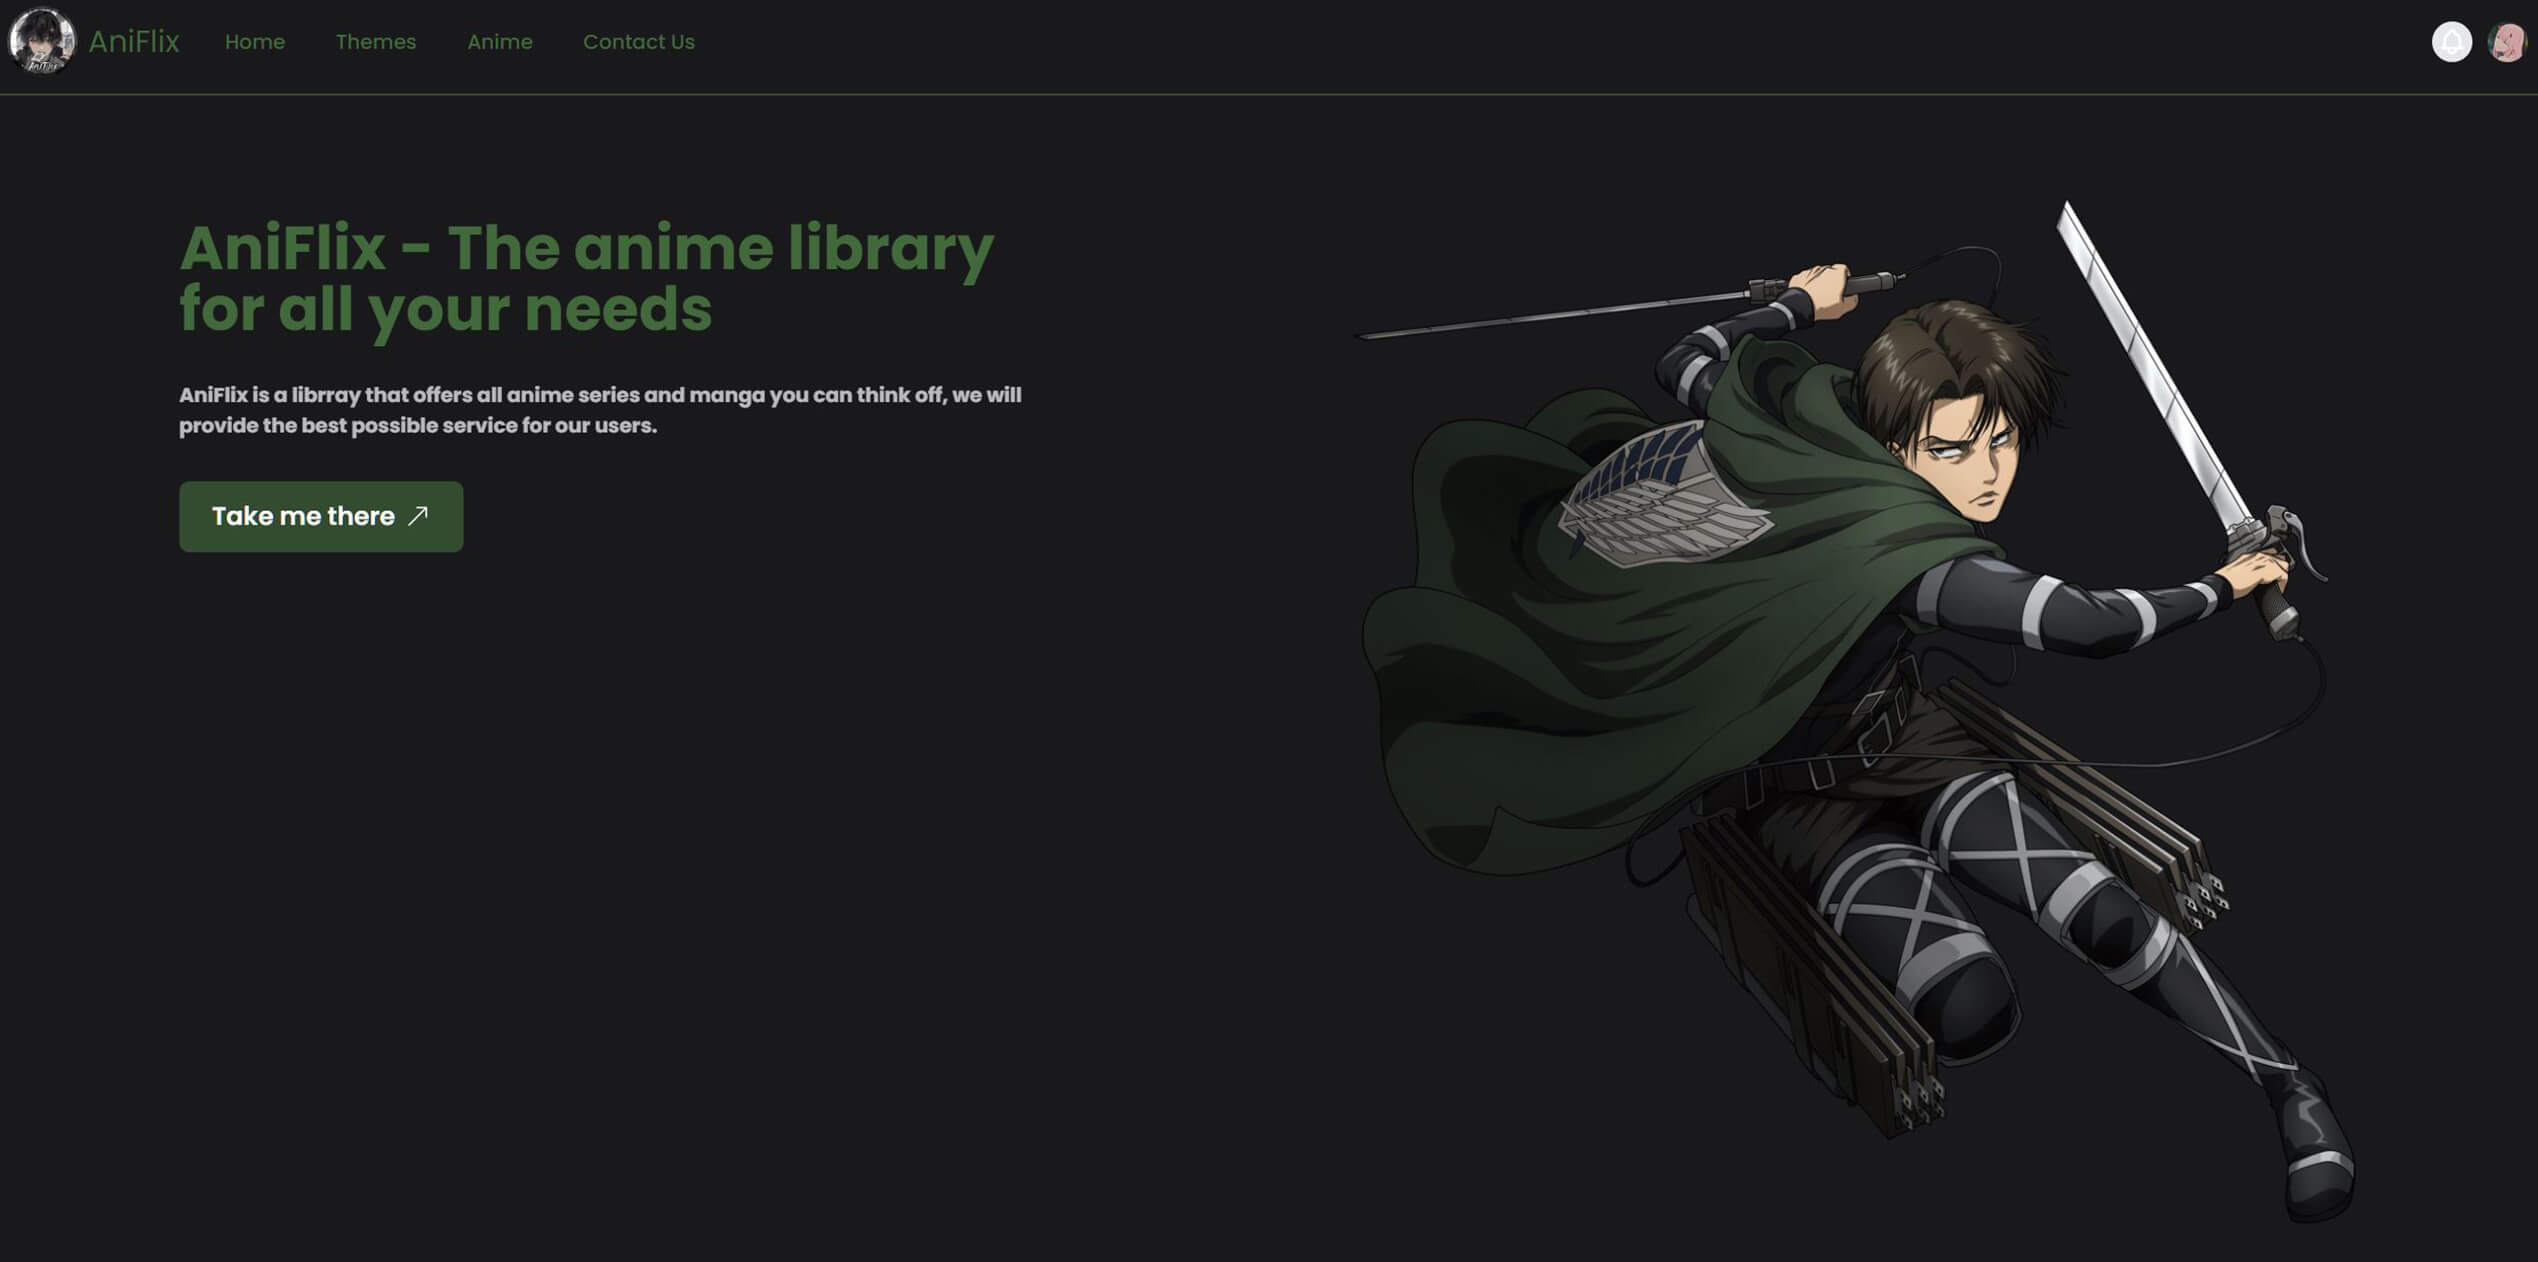 AniFlix
AniFlix Home Themes Anime Contact Us
AniFlix - The anime library
for all your needs
AniFlix is a librray that offers all anime series and manga you can think off, we will
provide the best possible service for our users.
Take me there